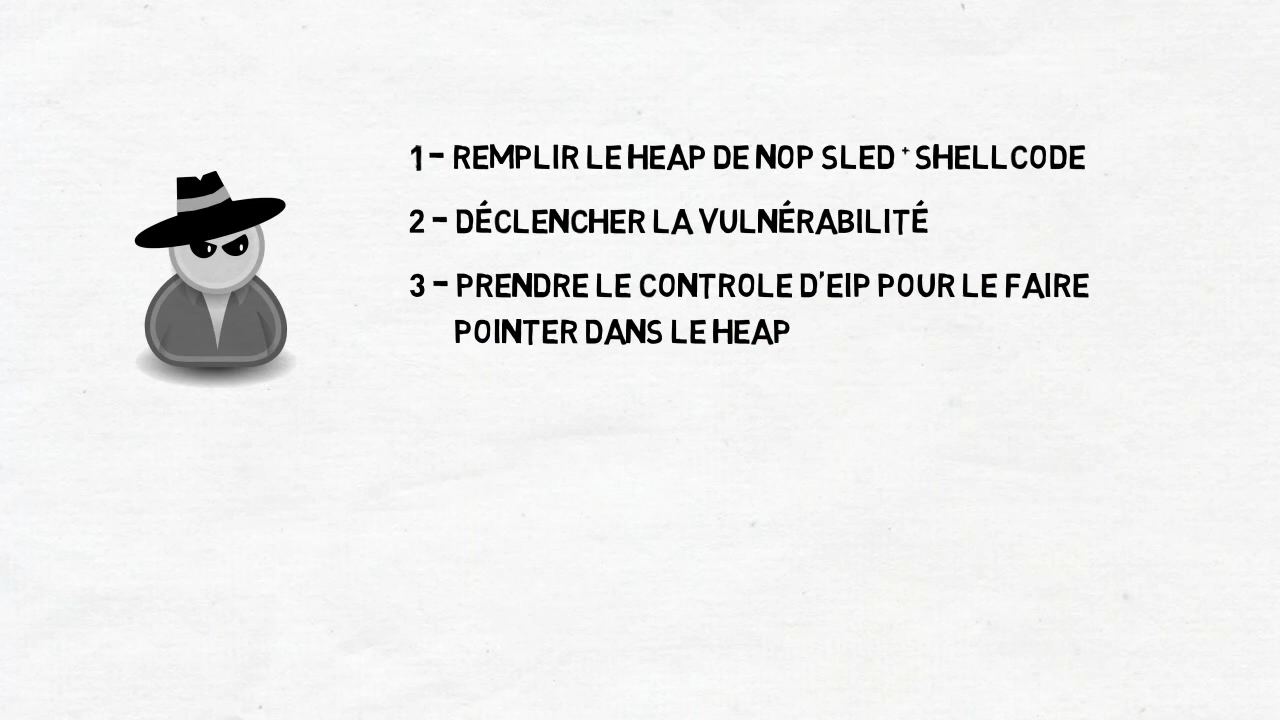 1 - REMPLIR LE HEAP DE NOP SLED + SHELLCODE
2 - DÉCLENCHER LA VULNÉRABILITÉ
3 - PRENDRE LE CONTROLE D'EIP POUR LE FAIRE
POINTER DANS LE HEAP